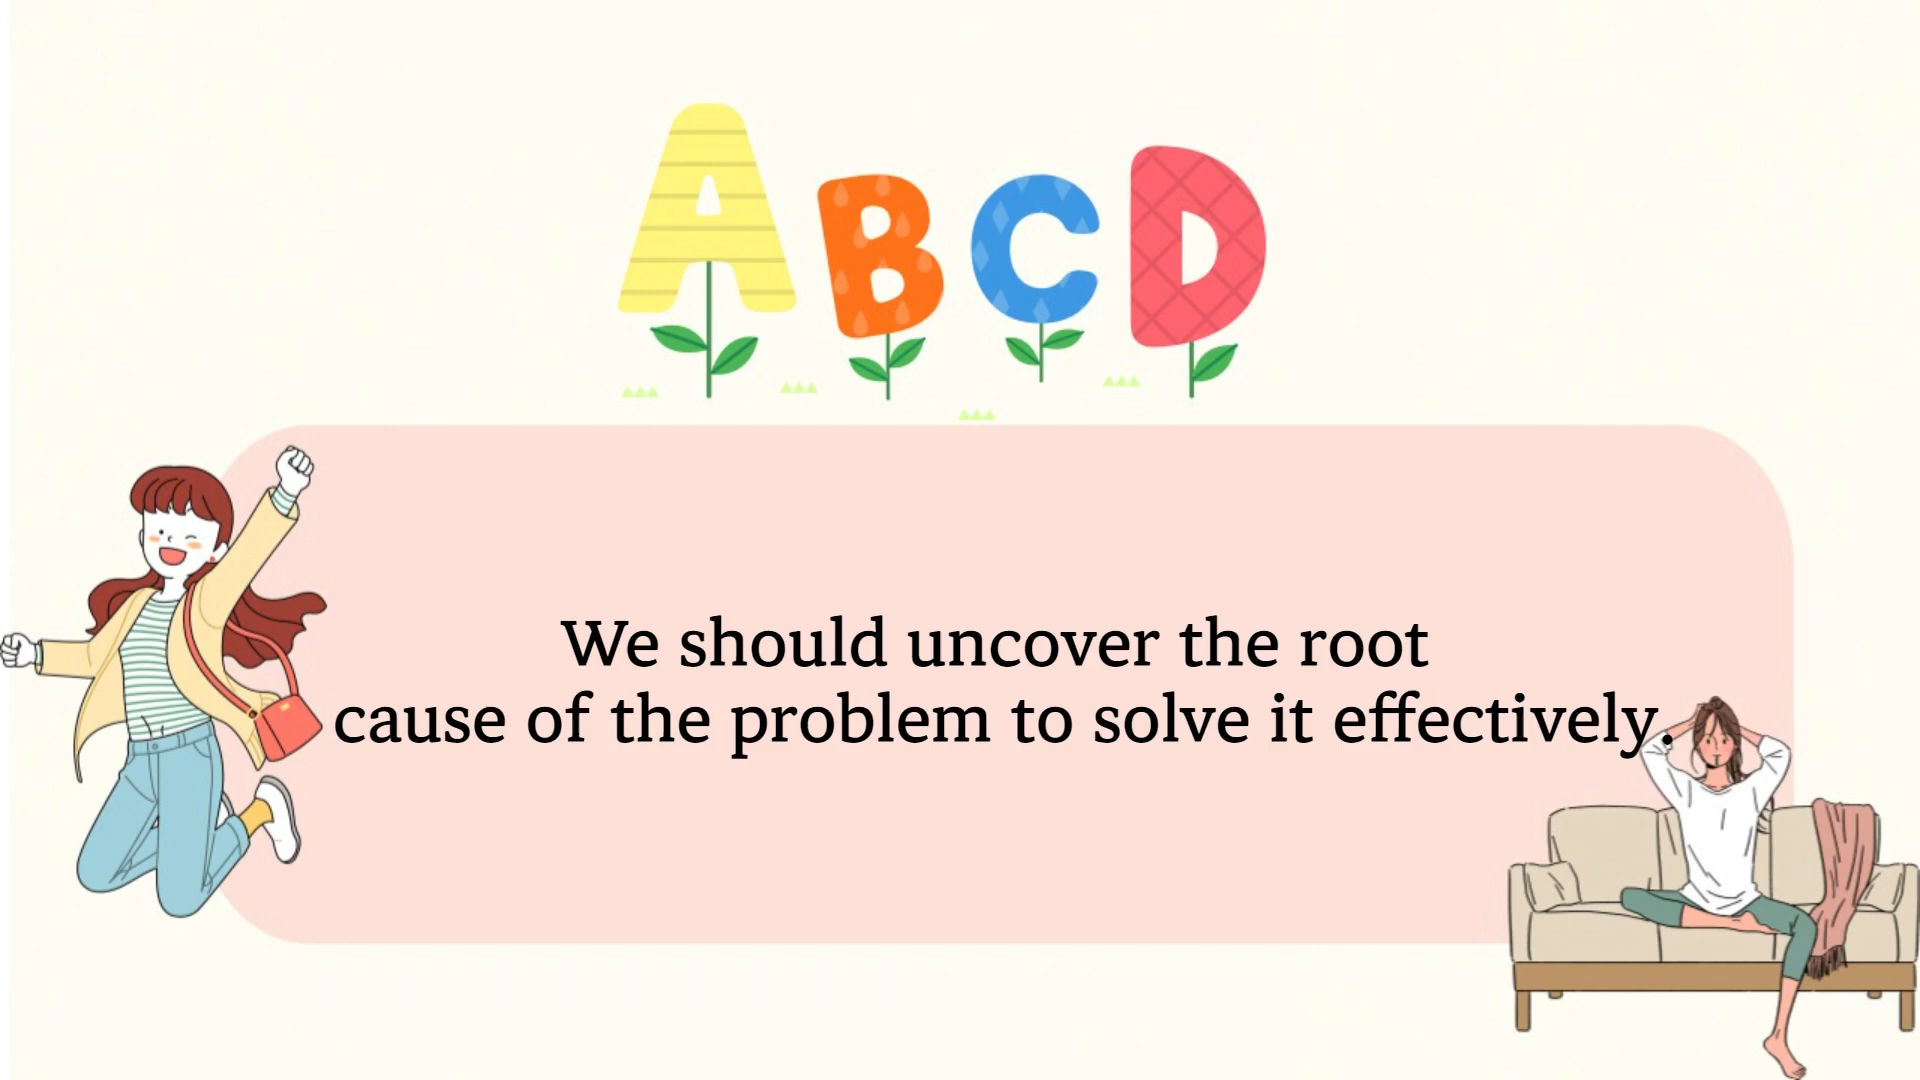 ABCD
We should uncover the root
cause of the problem to solve it effectively.